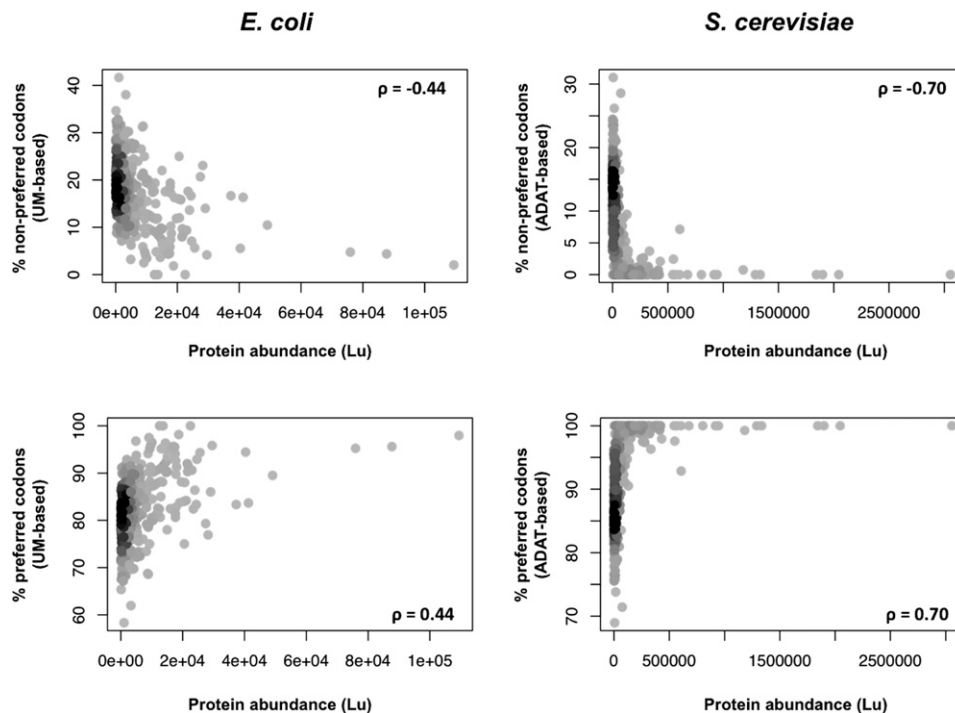 E. coli
S. cerevisiae
% non-preferred codons
(UM-based)
40
30
20
10
0
ρ = -0.44
0e+00 2e+04 4e+04 6e+04 8e+04 1e+05
Protein abundance (Lu)
% non-preferred codons
(ADAT-based)
30
20
10
5
0
ρ = -0.70
0 500000 1500000 2500000
Protein abundance (Lu)
% preferred codons
(UM-based)
100
90
80
70
60
ρ = 0.44
0e+00 2e+04 4e+04 6e+04 8e+04 1e+05
Protein abundance (Lu)
% preferred codons
(ADAT-based)
100
90
80
70
ρ = 0.70
0 500000 1500000 2500000
Protein abundance (Lu)